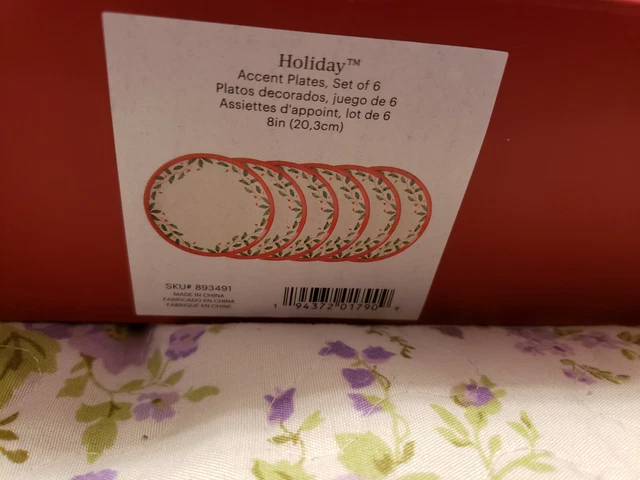 Holiday™
Accent Plates, Set of 6
Platos decorados, juego de 6
Assiettes d'appoint, lot de 6
8in (20,3cm)
SKU# 893491
MADE IN CHINA
FABRICADO EN CHINA
FABRIQUÉ EN CHINE
1 94372 01790 9